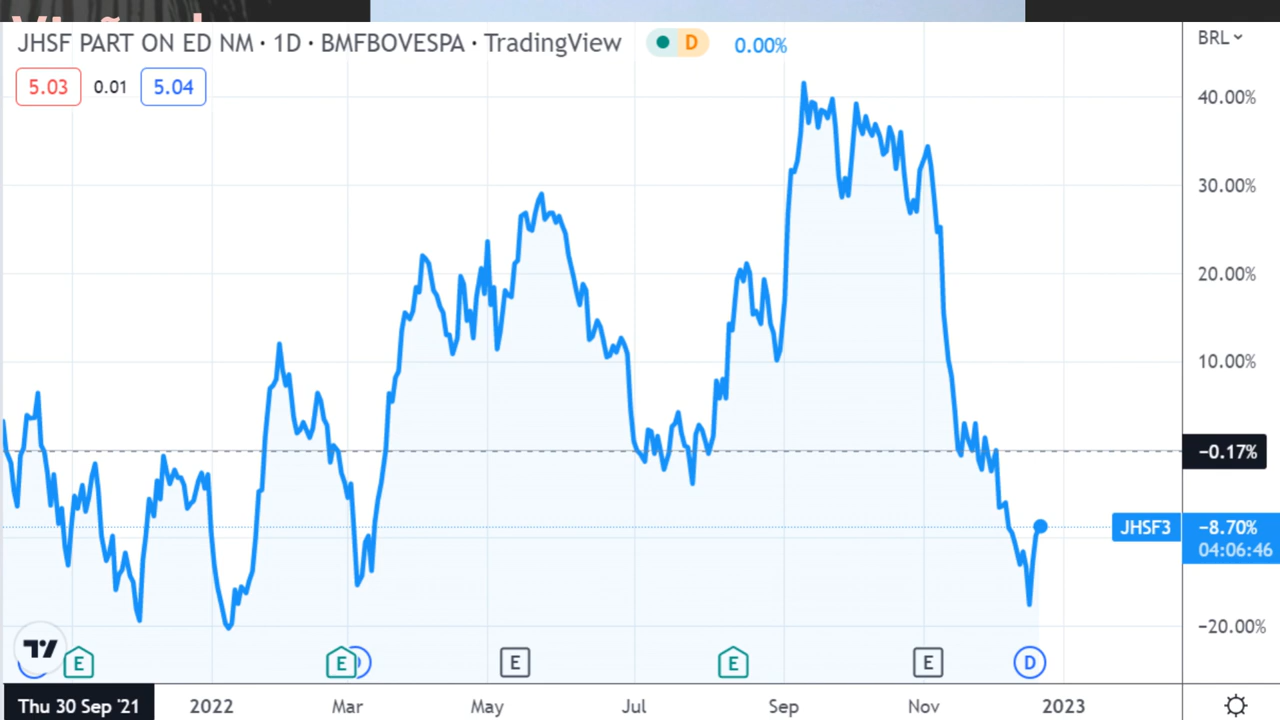 JHSF PART ON ED NM · 1D · BMFBOVESPA · TradingView D 0.00% BRL
5.03 0.01 5.04
40.00%
30.00%
20.00%
10.00%
−0.17%
JHSF3 −8.70%
04:06:46
−20.00%
E E D E E E D
Thu 30 Sep '21 2022 Mar May Jul Sep Nov 2023